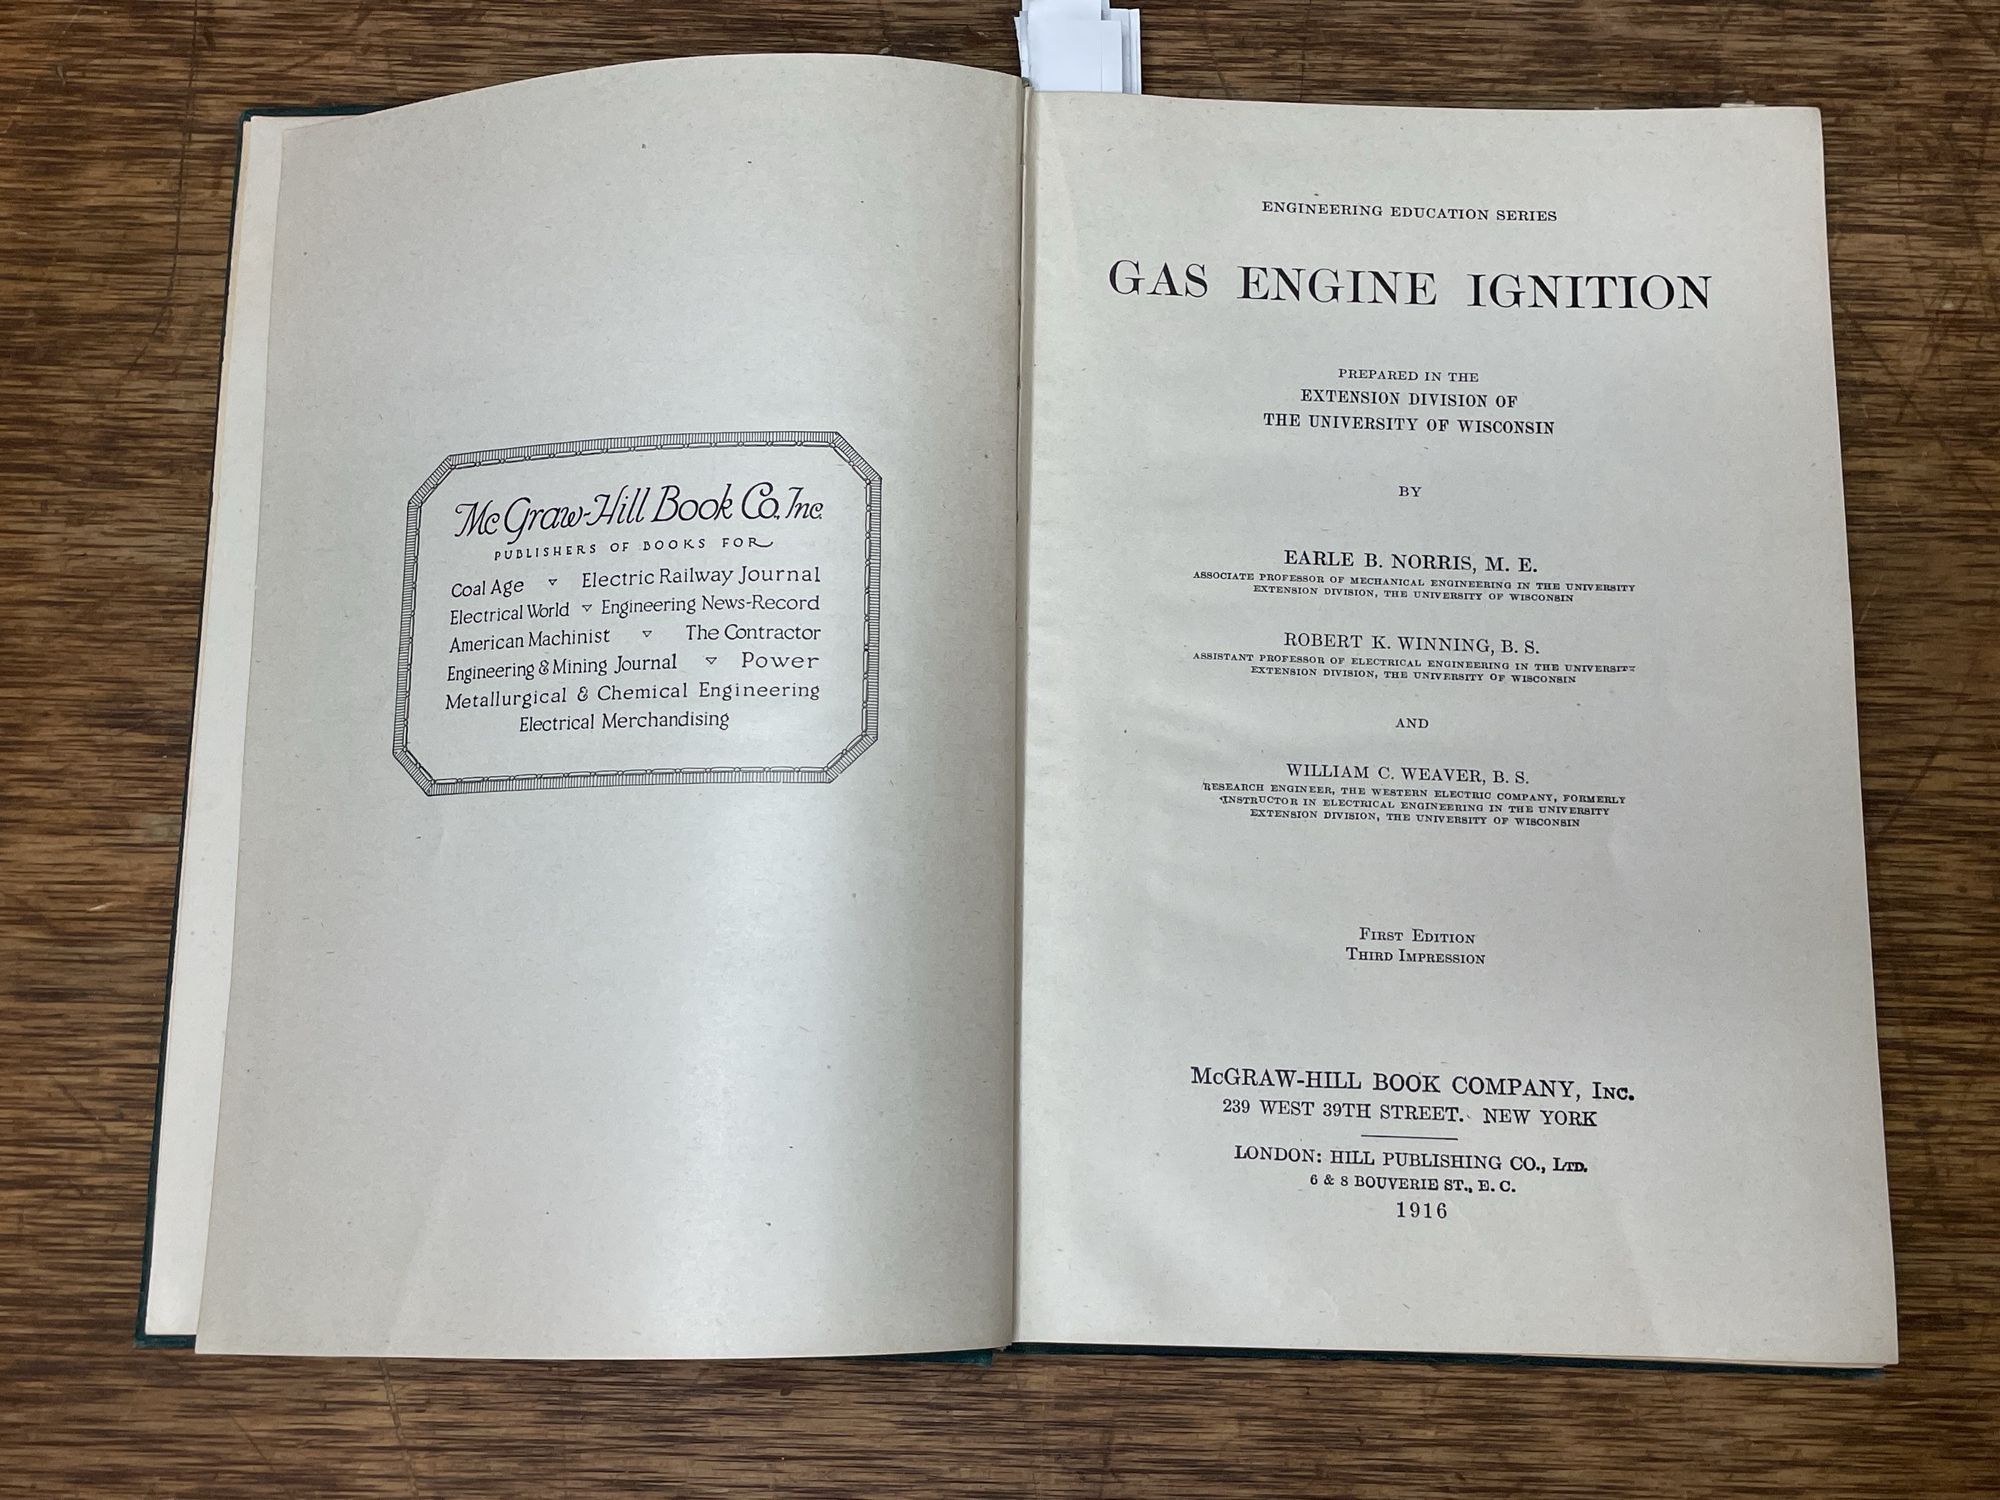 Mc Graw-Hill Book Co. Inc.
PUBLISHERS OF BOOKS FOR
Coal Age ▽ Electric Railway Journal
Electrical World ▽ Engineering News-Record
American Machinist ▽ The Contractor
Engineering & Mining Journal ▽ Power
Metallurgical & Chemical Engineering
Electrical Merchandising
ENGINEERING EDUCATION SERIES
GAS ENGINE IGNITION
PREPARED IN THE
EXTENSION DIVISION OF
THE UNIVERSITY OF WISCONSIN
BY
EARLE B. NORRIS, M. E.
ASSOCIATE PROFESSOR OF MECHANICAL ENGINEERING IN THE UNIVERSITY
EXTENSION DIVISION, THE UNIVERSITY OF WISCONSIN
ROBERT K. WINNING, B. S.
ASSISTANT PROFESSOR OF ELECTRICAL ENGINEERING IN THE UNIVERSITY
EXTENSION DIVISION, THE UNIVERSITY OF WISCONSIN
AND
WILLIAM C. WEAVER, B. S.
RESEARCH ENGINEER, THE WESTERN ELECTRIC COMPANY, FORMERLY
INSTRUCTOR IN ELECTRICAL ENGINEERING IN THE UNIVERSITY
EXTENSION DIVISION, THE UNIVERSITY OF WISCONSIN
FIRST EDITION
THIRD IMPRESSION
McGRAW-HILL BOOK COMPANY, INC.
239 WEST 39TH STREET. NEW YORK
LONDON: HILL PUBLISHING CO., LTD.
6 & 8 BOUVERIE ST., E. C.
1916